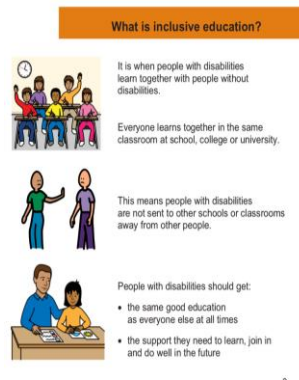 What is inclusive education?
It is when people with disabilities
learn together with people without
disabilities.
Everyone learns together in the same
classroom at school, college or university.
This means people with disabilities
are not sent to other schools or classrooms
away from other people.
People with disabilities should get:
• the same good education
as everyone else at all times
• the support they need to learn, join in
and do well in the future